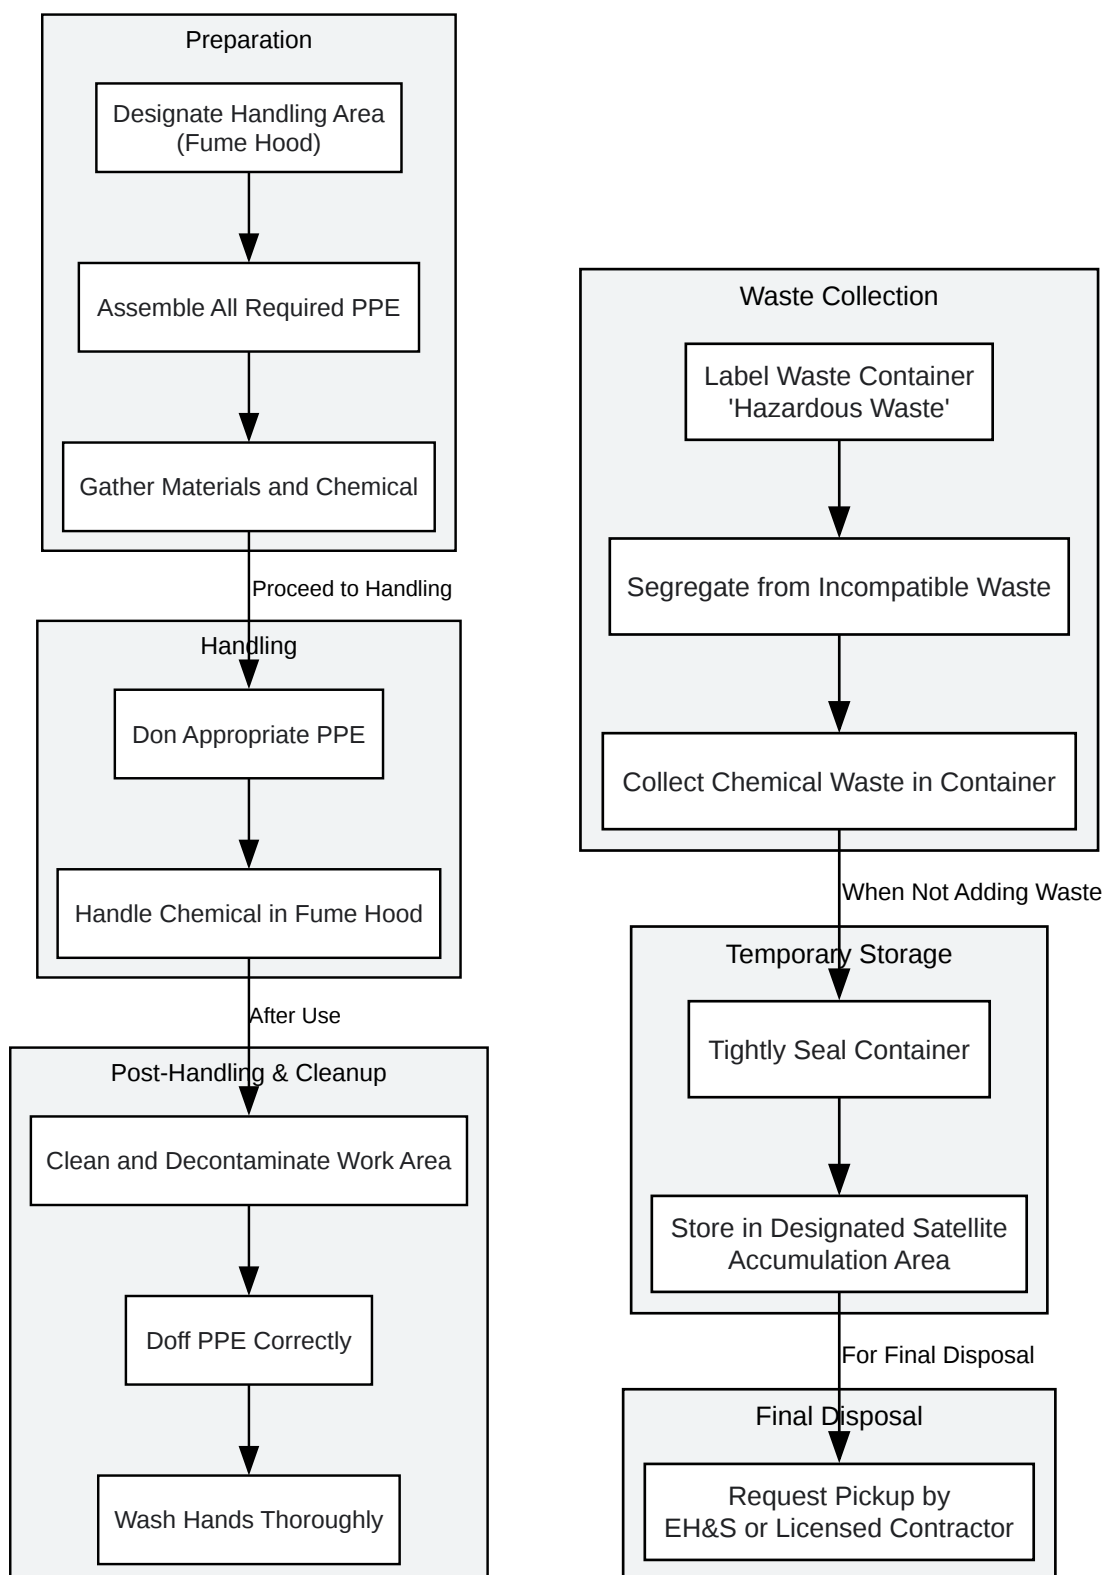 Preparation
Designate Handling Area
(Fume Hood)
Assemble All Required PPE
Gather Materials and Chemical
Proceed to Handling
Handling
Don Appropriate PPE
Handle Chemical in Fume Hood
After Use
Post-Handling & Cleanup
Clean and Decontaminate Work Area
Doff PPE Correctly
Wash Hands Thoroughly
Waste Collection
Label Waste Container
'Hazardous Waste'
Segregate from Incompatible Waste
Collect Chemical Waste in Container
When Not Adding Waste
Temporary Storage
Tightly Seal Container
Store in Designated Satellite
Accumulation Area
For Final Disposal
Final Disposal
Request Pickup by
EH&S or Licensed Contractor